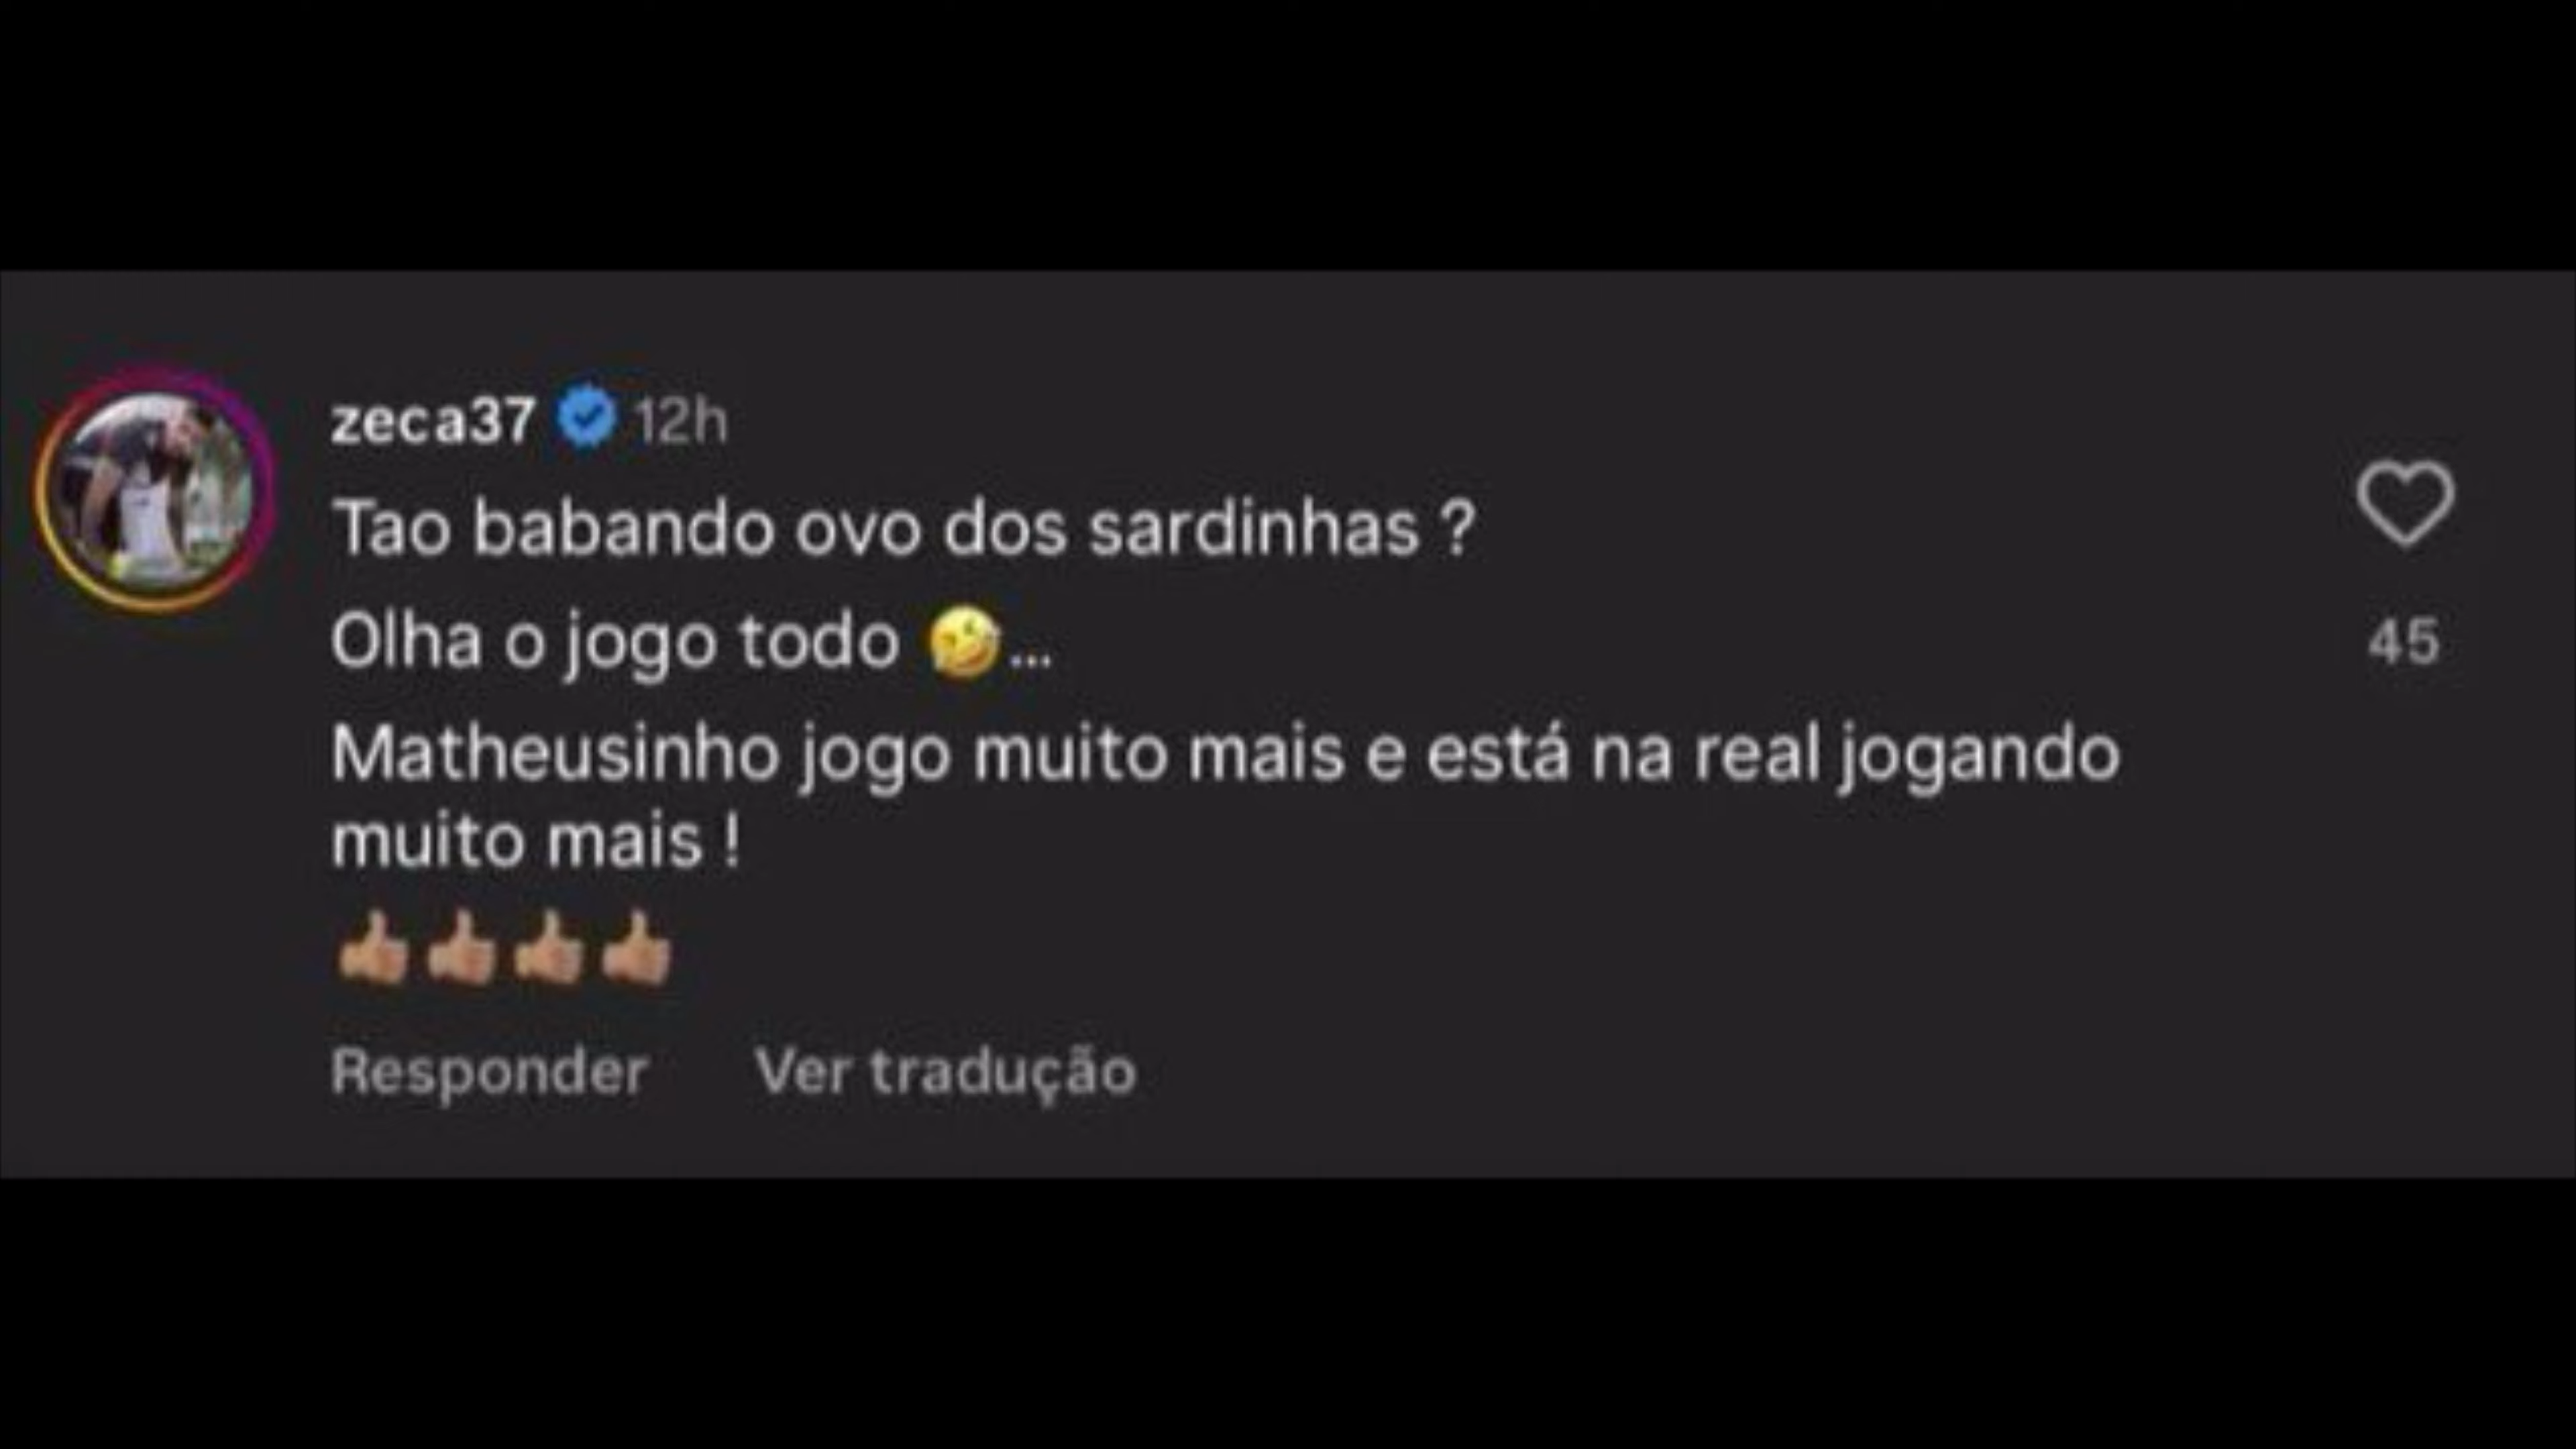 zeca37 12h
Tao babando ovo dos sardinhas ?
Olha o jogo todo 🤣...
45
Matheusinho jogo muito mais e está na real jogando
muito mais !
👍🏼👍🏼👍🏼👍🏼
Responder Ver tradução